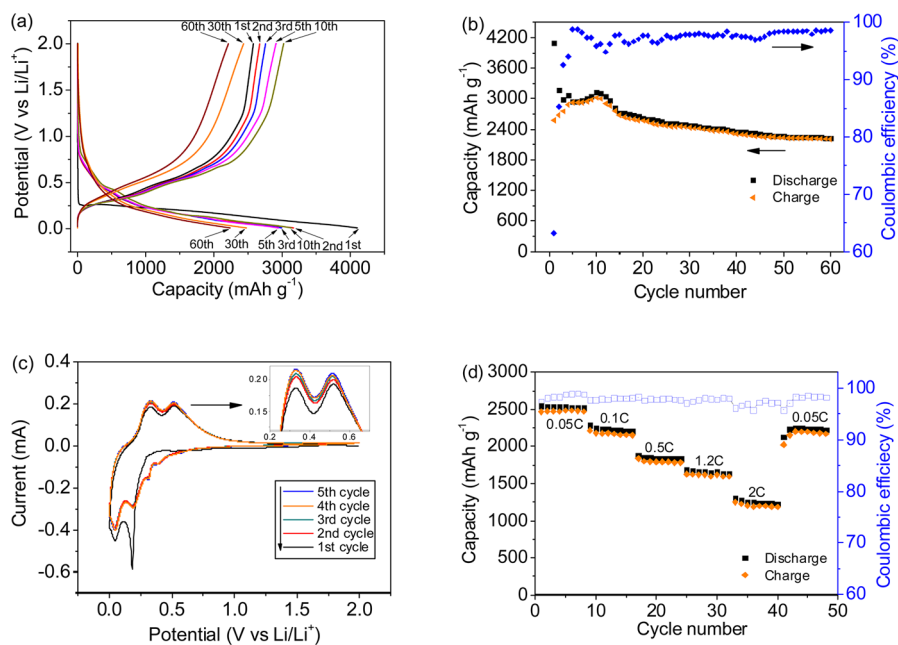 (a)
60th 30th 1st 2nd 3rd 5th 10th
2.0
1.5
1.0
0.5
0.0
Potential (V vs Li/Li⁺)
60th 30th 5th 3rd 10th 2nd 1st
0 1000 2000 3000 4000
Capacity (mAh g⁻¹)
(b)
4200
3600
3000
2400
1800
1200
600
0
Capacity (mAh g⁻¹)
100
90
80
70
60
Coulombic efficiency (%)
Discharge
Charge
0 10 20 30 40 50 60
Cycle number
(c)
0.4
0.2
0.0
-0.2
-0.4
-0.6
Current (mA)
0.20
0.15
0.2 0.4 0.6
5th cycle
4th cycle
3rd cycle
2nd cycle
1st cycle
0.0 0.5 1.0 1.5 2.0
Potential (V vs Li/Li⁺)
(d)
3000
2500
2000
1500
1000
500
0
Capacity (mAh g⁻¹)
0.05C 0.1C 0.5C 1.2C 2C 0.05C
100
90
80
70
60
Coulombic efficiecy (%)
Discharge
Charge
0 10 20 30 40 50
Cycle number